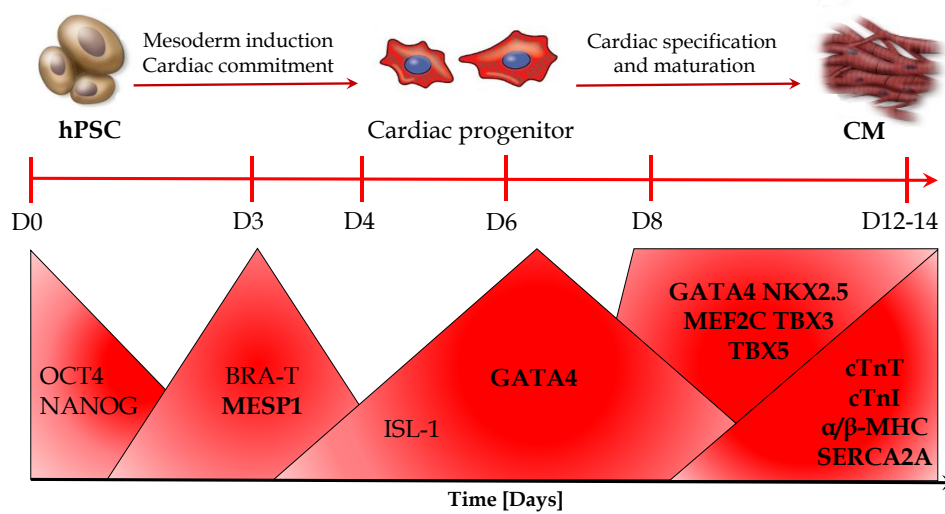 Mesoderm induction
Cardiac commitment
Cardiac specification
and maturation
hPSC
Cardiac progenitor
CM
D0
D3
D4
D6
D8
D12-14
GATA4 NKX2.5
MEF2C TBX3
TBX5
OCT4
NANOG
BRA-T
MESP1
ISL-1
GATA4
cTnT
cTnI
α/β-MHC
SERCA2A
Time [Days]